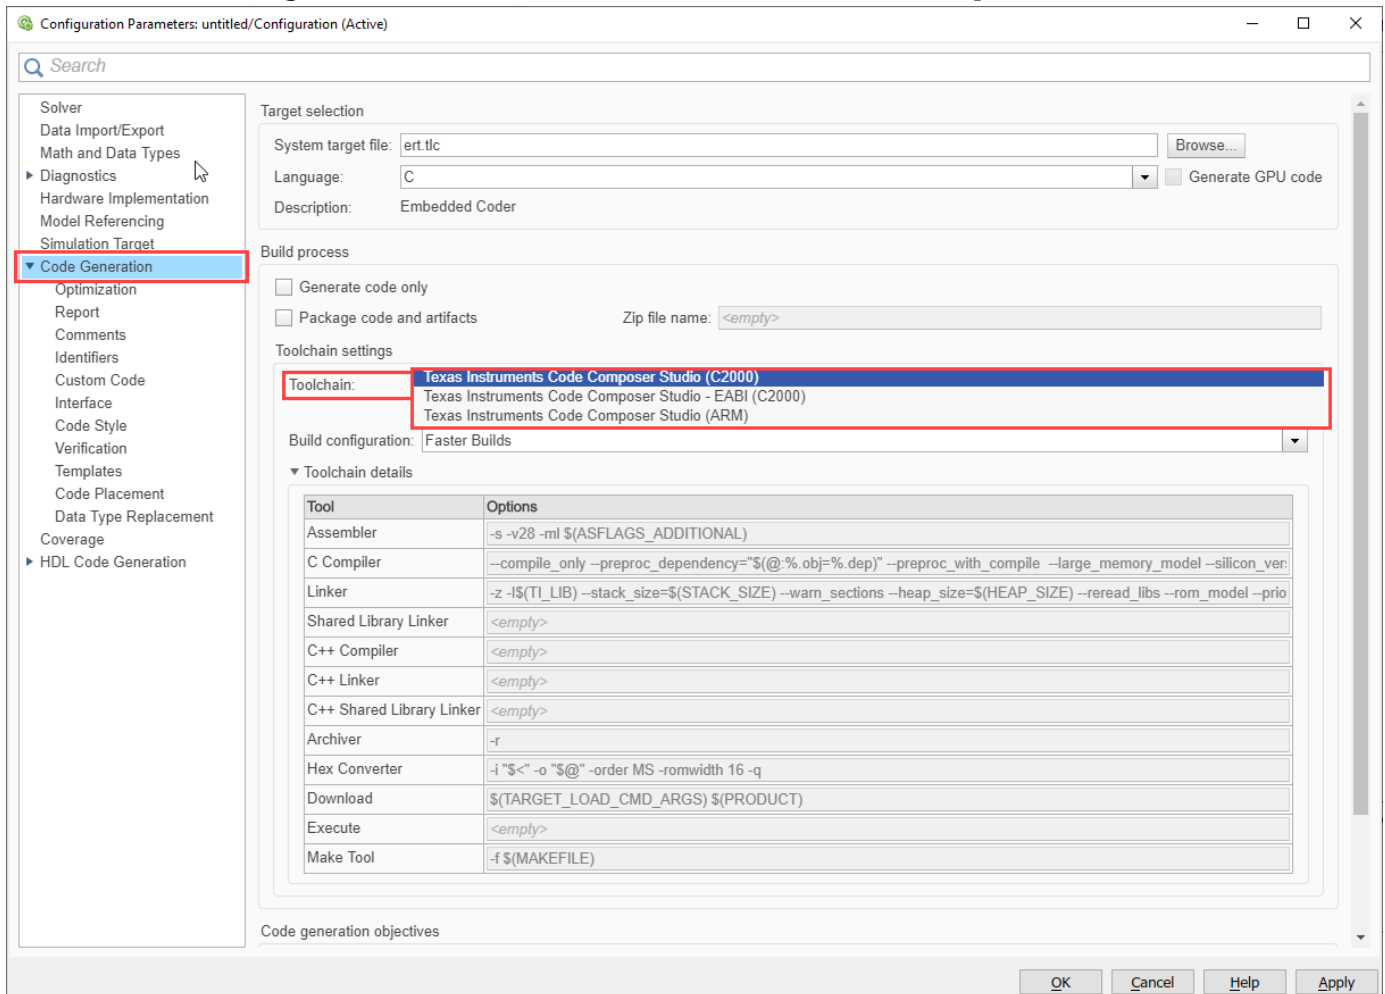 Configuration Parameters: untitled/Configuration (Active)
Search
Solver
Data Import/Export
Math and Data Types
Diagnostics
Hardware Implementation
Model Referencing
Simulation Target
Code Generation
Optimization
Report
Comments
Identifiers
Custom Code
Interface
Code Style
Verification
Templates
Code Placement
Data Type Replacement
Coverage
HDL Code Generation
Target selection
System target file: ert.tlc Browse...
Language: C Generate GPU code
Description: Embedded Coder
Build process
Generate code only
Package code and artifacts Zip file name: <empty>
Toolchain settings
Toolchain: Texas Instruments Code Composer Studio (C2000)
Texas Instruments Code Composer Studio - EABI (C2000)
Texas Instruments Code Composer Studio (ARM)
Build configuration: Faster Builds
Toolchain details
Tool Options
Assembler -s -v28 -ml $(ASFLAGS_ADDITIONAL)
C Compiler --compile_only --preproc_dependency="$(@:%.obj=%.dep)" --preproc_with_compile --large_memory_model --silicon_ver
Linker -z -I$(TI_LIB) --stack_size=$(STACK_SIZE) --warn_sections --heap_size=$(HEAP_SIZE) --reread_libs --rom_model --prio
Shared Library Linker <empty>
C++ Compiler <empty>
C++ Linker <empty>
C++ Shared Library Linker <empty>
Archiver -r
Hex Converter -i "$<" -o "$@" -order MS -romwidth 16 -q
Download $(TARGET_LOAD_CMD_ARGS) $(PRODUCT)
Execute <empty>
Make Tool -f $(MAKEFILE)
Code generation objectives
OK Cancel Help Apply